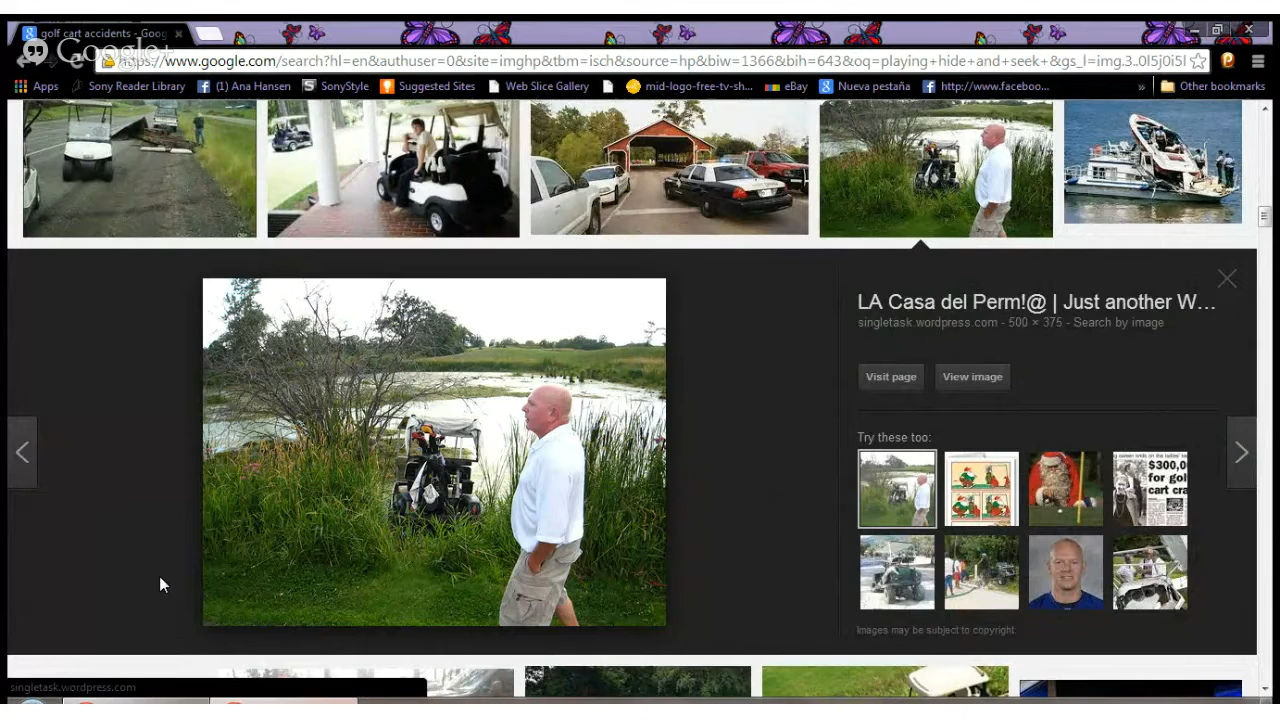 golf cart accidents - Goog
Google+
https://www.google.com/search?hl=en&authuser=0&site=imghp&tbm=isch&source=hp&biw=1366&bih=643&oq=playing+hide+and+seek+&gs_l=img.3..0l5j0i5l
Apps
Sony Reader Library
(1) Ana Hansen
SonyStyle
Suggested Sites
Web Slice Gallery
mid-logo-free-tv-sh...
eBay
Nueva pestaña
http://www.faceboo...
»
Other bookmarks
LA Casa del Perm!@ | Just another W...
singletask.wordpress.com - 500 × 375 - Search by image
Visit page
View image
Try these too:
$300,0
for gol
cart cra
Images may be subject to copyright.
singletask.wordpress.com